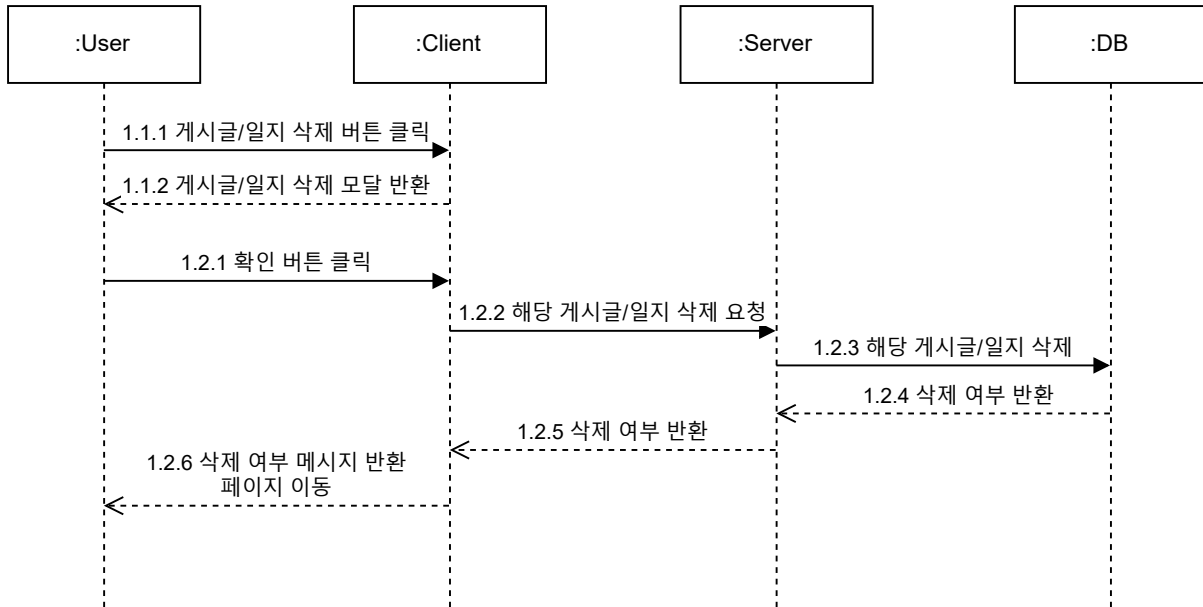 :User
:Client
:Server
:DB
1.1.1 게시글/일지 삭제 버튼 클릭
1.1.2 게시글/일지 삭제 모달 반환
1.2.1 확인 버튼 클릭
1.2.2 해당 게시글/일지 삭제 요청
1.2.3 해당 게시글/일지 삭제
1.2.4 삭제 여부 반환
1.2.5 삭제 여부 반환
1.2.6 삭제 여부 메시지 반환
페이지 이동